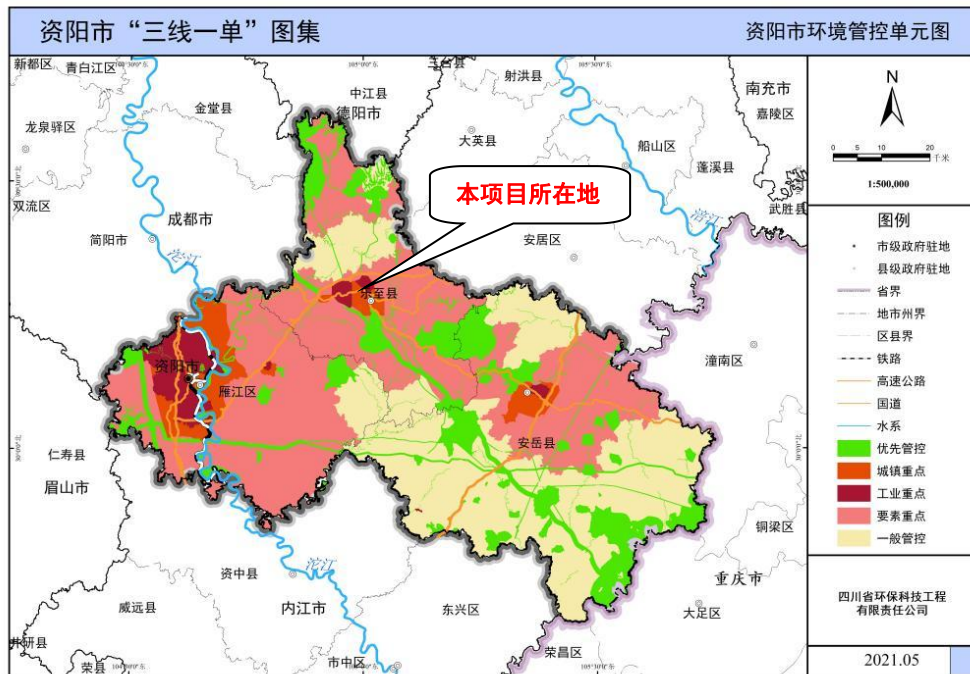 资阳市“三线一单”图集
资阳市环境管控单元图
新都区
青白江区
中江县
德阳市
射洪县
南充市
嘉陵区
金堂县
龙泉驿区
大英县
船山区
蓬溪县
武胜县
双流区
成都市
简阳市
沱江
涪江
安居区
本项目所在地
乐至县
潼南区
资阳市
雁江区
安岳县
仁寿县
眉山市
铜梁区
重庆市
资中县
沱江
内江市
威远县
东兴区
大足区
井研县
荣县
市中区
荣昌区
N
0 5 10 20
千米
1:500,000
图例
市级政府驻地
县级政府驻地
省界
地市州界
区县界
铁路
高速公路
国道
水系
优先管控
城镇重点
工业重点
要素重点
一般管控
四川省环保科技工程
有限责任公司
2021.05